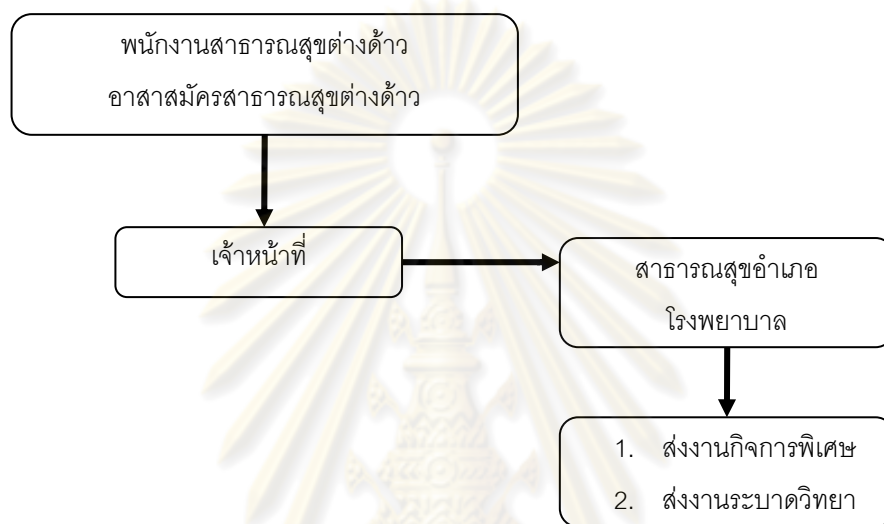 พนักงานสาธารณสุขต่างด้าว
อาสาสมัครสาธารณสุขต่างด้าว
เจ้าหน้าที่
สาธารณสุขอำเภอ
โรงพยาบาล
1. ส่งงานกิจการพิเศษ
2. ส่งงานระบาดวิทยา